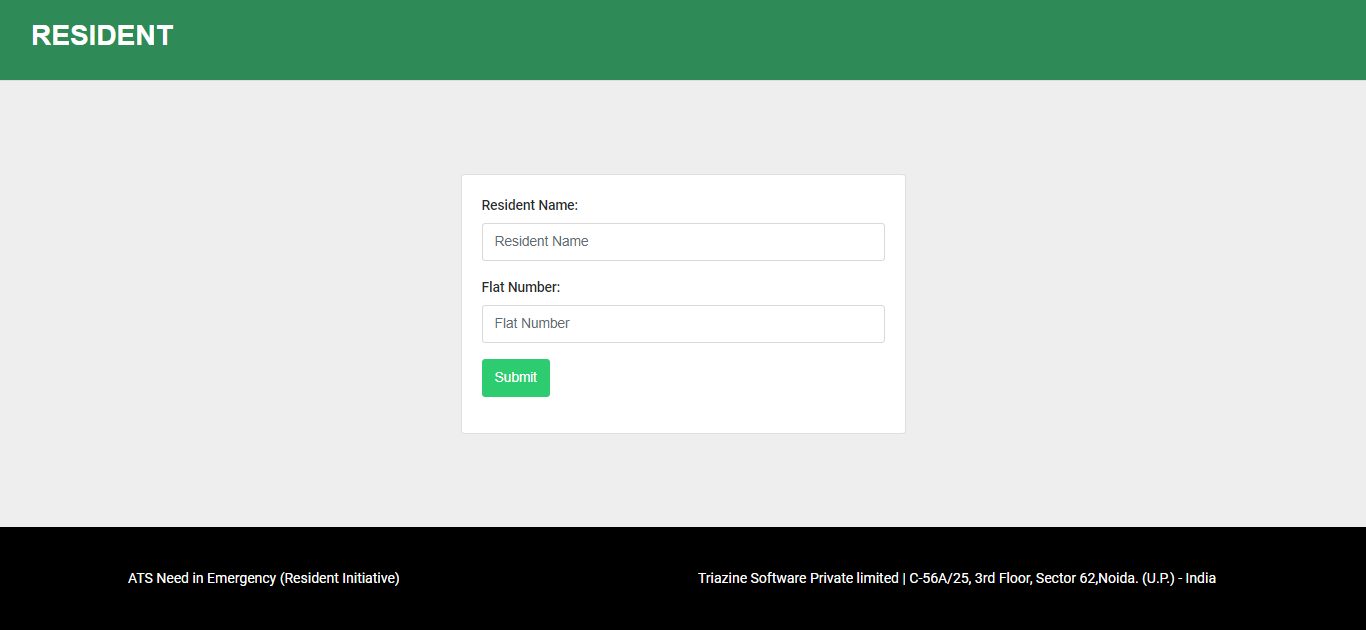 RESIDENT
Resident Name:
Resident Name
Flat Number:
Flat Number
Submit
ATS Need in Emergency (Resident Initiative)
Triazine Software Private limited | C-56A/25, 3rd Floor, Sector 62,Noida. (U.P.) - India